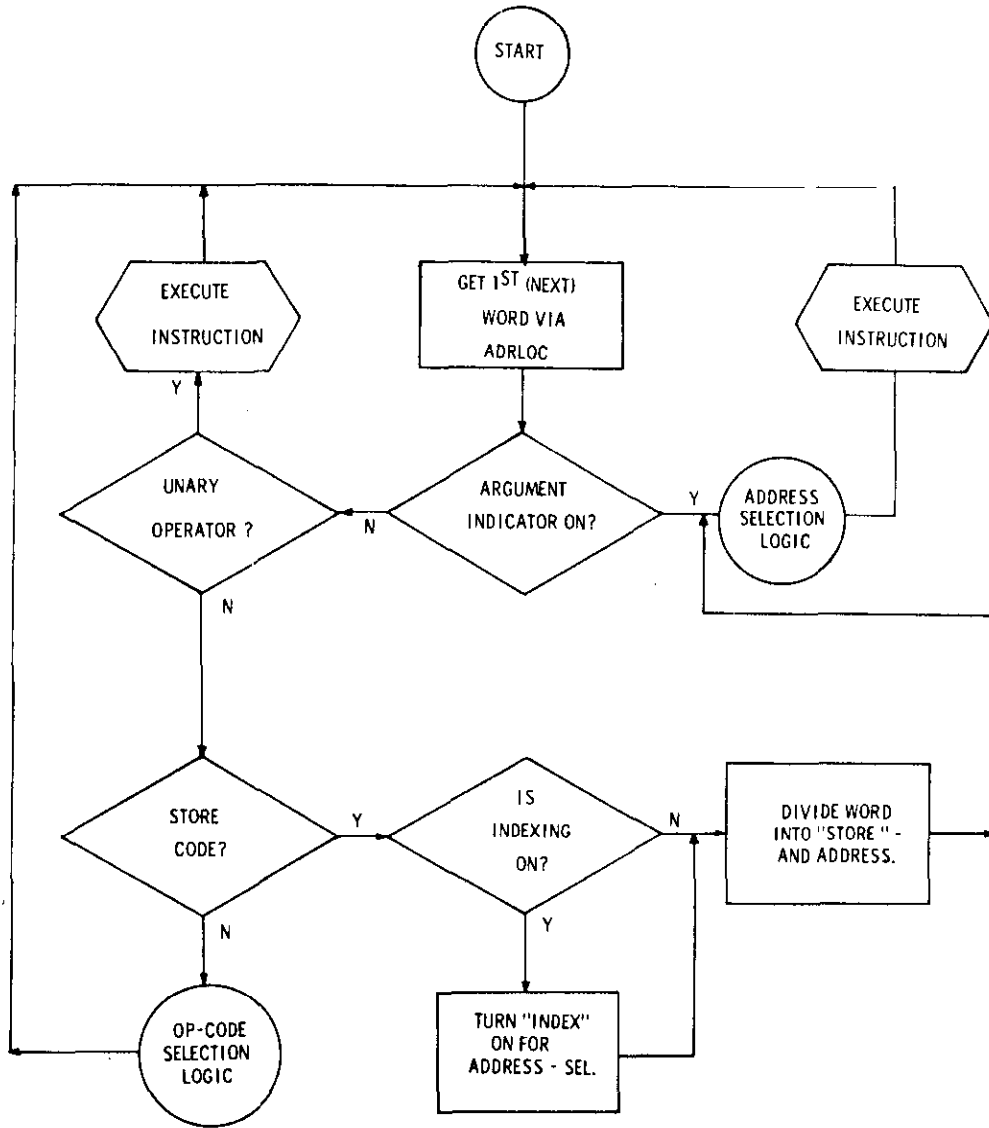 START
GET 1ST (NEXT)
WORD VIA
ADRLOC
EXECUTE
INSTRUCTION
EXECUTE
INSTRUCTION
Y
UNARY
OPERATOR ?
N
ARGUMENT
INDICATOR ON?
Y
ADDRESS
SELECTION
LOGIC
N
STORE
CODE?
Y
IS
INDEXING
ON?
N
DIVIDE WORD
INTO "STORE" -
AND ADDRESS.
N
Y
OP-CODE
SELECTION
LOGIC
TURN "INDEX"
ON FOR
ADDRESS - SEL.